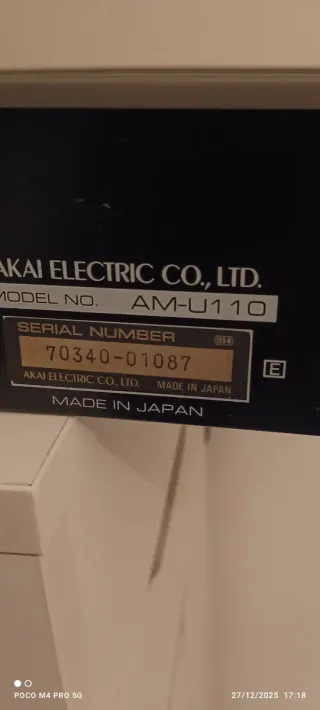 AKAI ELECTRIC CO., LTD.
MODEL NO. AM-U110
SERIAL NUMBER
70340-01087
AKAI ELECTRIC CO., LTD. MADE IN JAPAN
E
MADE IN JAPAN
POCO M4 PRO 5G 27/12/2025 17:18